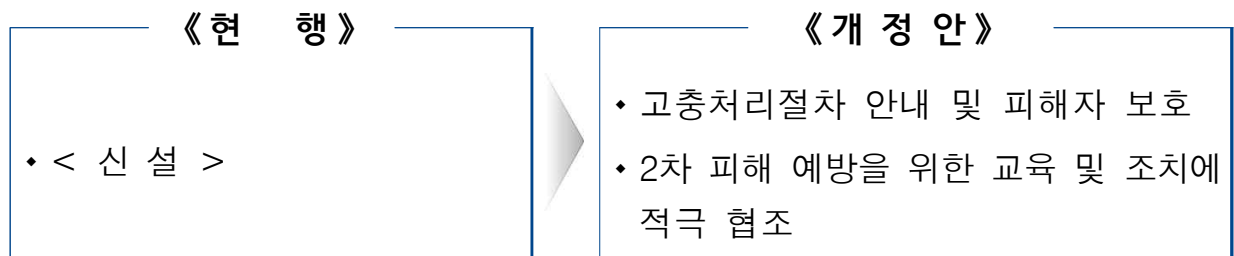 《현 행》
◆ < 신 설 >
《개 정 안》
◆ 고충처리절차 안내 및 피해자 보호
◆ 2차 피해 예방을 위한 교육 및 조치에
적극 협조